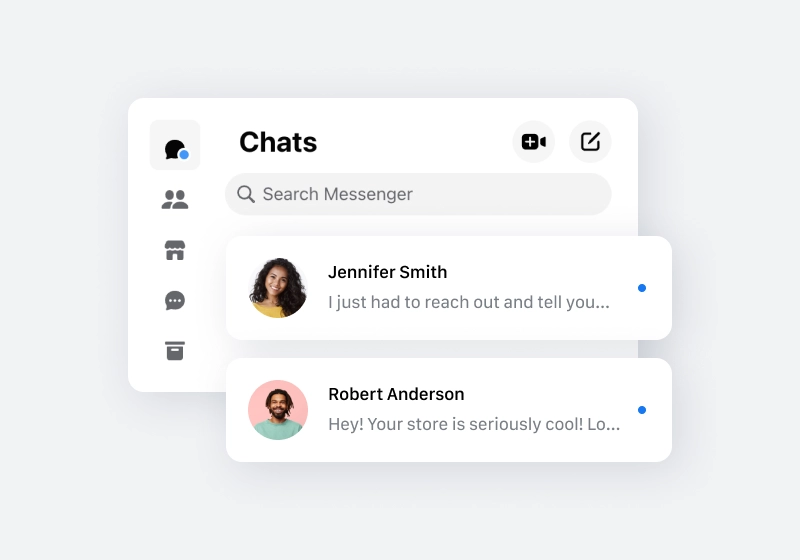 Chats
Search Messenger
Jennifer Smith
I just had to reach out and tell you...
Robert Anderson
Hey! Your store is seriously cool! Lo...